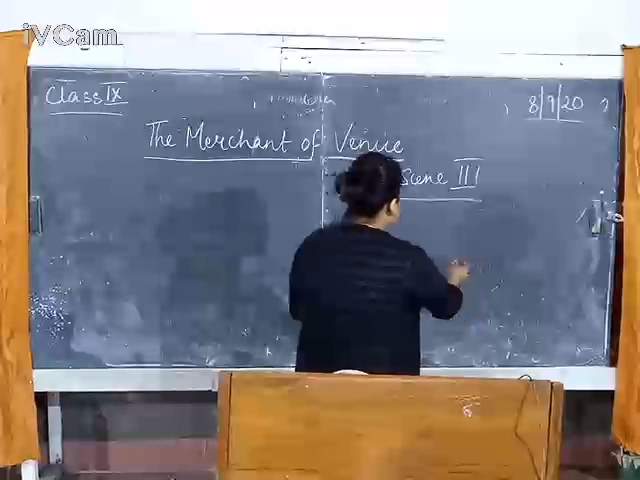 iVCam
Class IX
8/9/20
The Merchant of Venice
Scene III